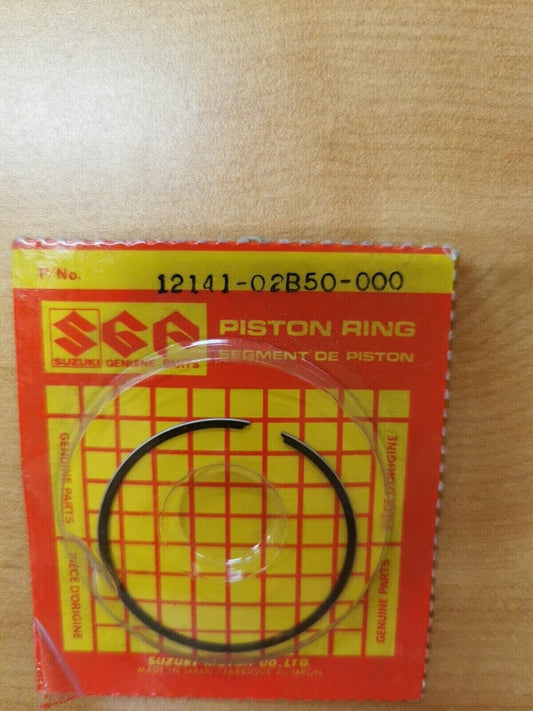 P. No.
12141-02B50-000
SGP
SUZUKI GENUINE PARTS
PISTON RING
SEGMENT DE PISTON
GENUINE PARTS
PIÈCE D'ORIGINE
PIÈCE D'ORIGINE
GENUINE PARTS
SUZUKI MOTOR CO.,LTD.
MADE IN JAPAN - FABRIQUE AU JAPON